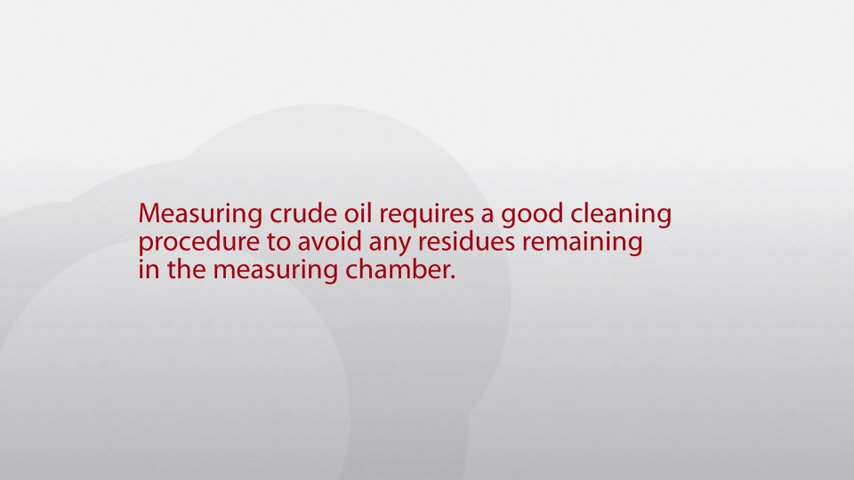 Measuring crude oil requires a good cleaning
procedure to avoid any residues remaining
in the measuring chamber.